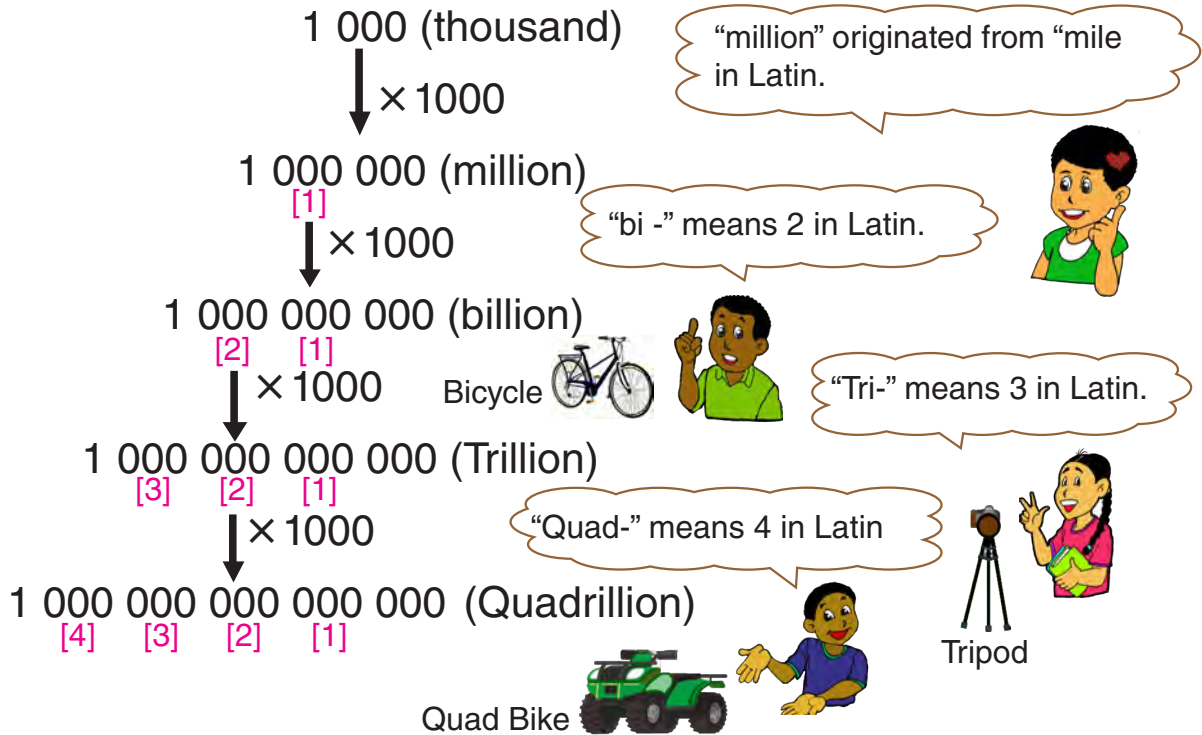 1 000 (thousand)
“million” originated from “mile
in Latin.
×1000
1 000 000 (million)
[1]
“bi -” means 2 in Latin.
×1000
1 000 000 000 (billion)
[2] [1]
Bicycle
×1000
“Tri-” means 3 in Latin.
1 000 000 000 000 (Trillion)
[3] [2] [1]
×1000
“Quad-” means 4 in Latin
1 000 000 000 000 000 (Quadrillion)
[4] [3] [2] [1]
Tripod
Quad Bike